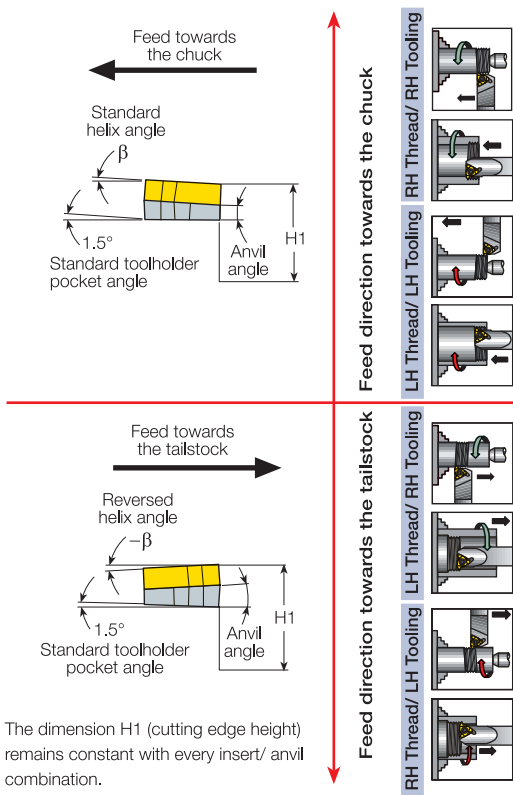 Feed towards
the chuck
Standard
helix angle
β
1.5°
Standard toolholder
pocket angle
Anvil
angle
H1
Feed direction towards the chuck
RH Thread/ RH Tooling
LH Thread/ LH Tooling
Feed towards
the tailstock
Reversed
helix angle
–β
1.5°
Standard toolholder
pocket angle
Anvil
angle
H1
The dimension H1 (cutting edge height)
remains constant with every insert/ anvil
combination.
Feed direction towards the tailstock
LH Thread/ RH Tooling
RH Thread/ LH Tooling